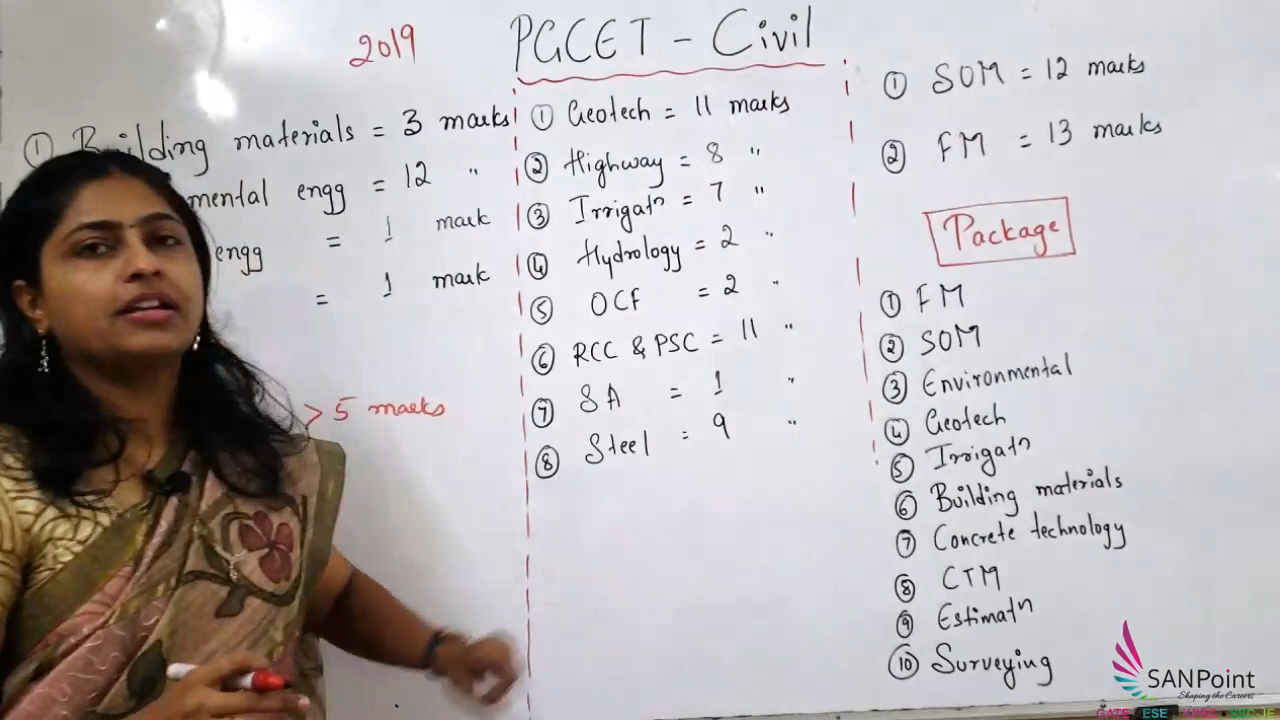 2019
PGCET - Civil
① Building materials = 3 marks
mental engg = 12 "
engg = 1 mark
= 1 mark
> 5 marks
① Geotech = 11 marks
② Highway = 8 "
③ Irrigatn = 7 "
④ Hydrology = 2 "
⑤ OCF = 2 "
⑥ RCC & PSC = 11 "
⑦ SA = 1 "
⑧ Steel = 9 "
① SOM = 12 marks
② FM = 13 marks
Package
① FM
② SOM
③ Environmental
④ Geotech
⑤ Irrigatn
⑥ Building materials
⑦ Concrete technology
⑧ CTM
⑨ Estimatn
⑩ Surveying
SANPoint
Shaping the Careers
GATE ESE